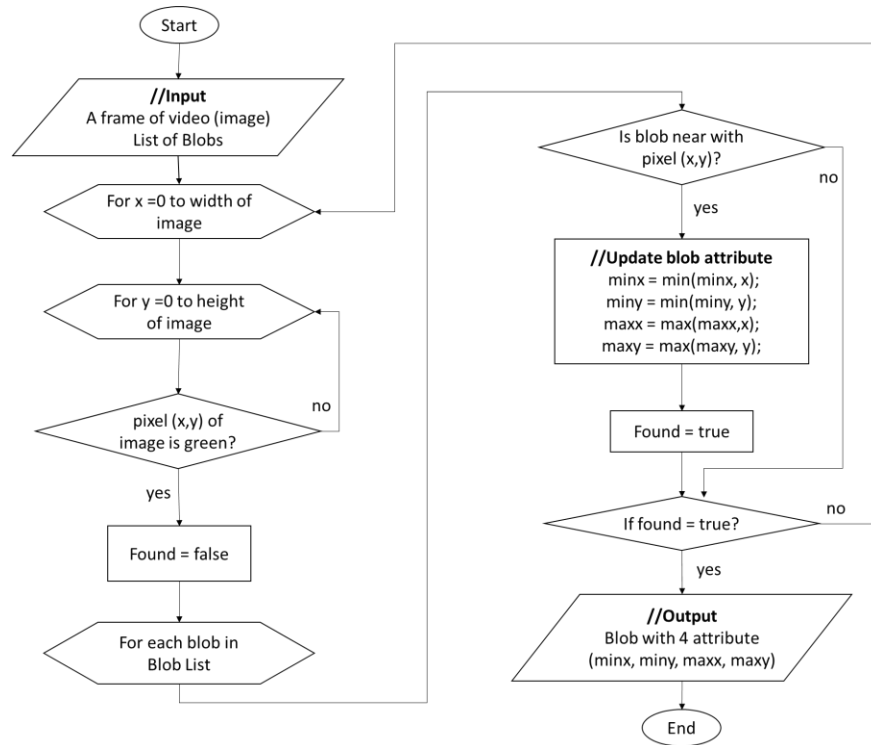 Start
//Input
A frame of video (image)
List of Blobs
For x =0 to width of
image
For y =0 to height
of image
pixel (x,y) of
image is green?
no
yes
Found = false
For each blob in
Blob List
Is blob near with
pixel (x,y)?
no
yes
//Update blob attribute
minx = min(minx, x);
miny = min(miny, y);
maxx = max(maxx,x);
maxy = max(maxy, y);
Found = true
If found = true?
no
yes
//Output
Blob with 4 attribute
(minx, miny, maxx, maxy)
End